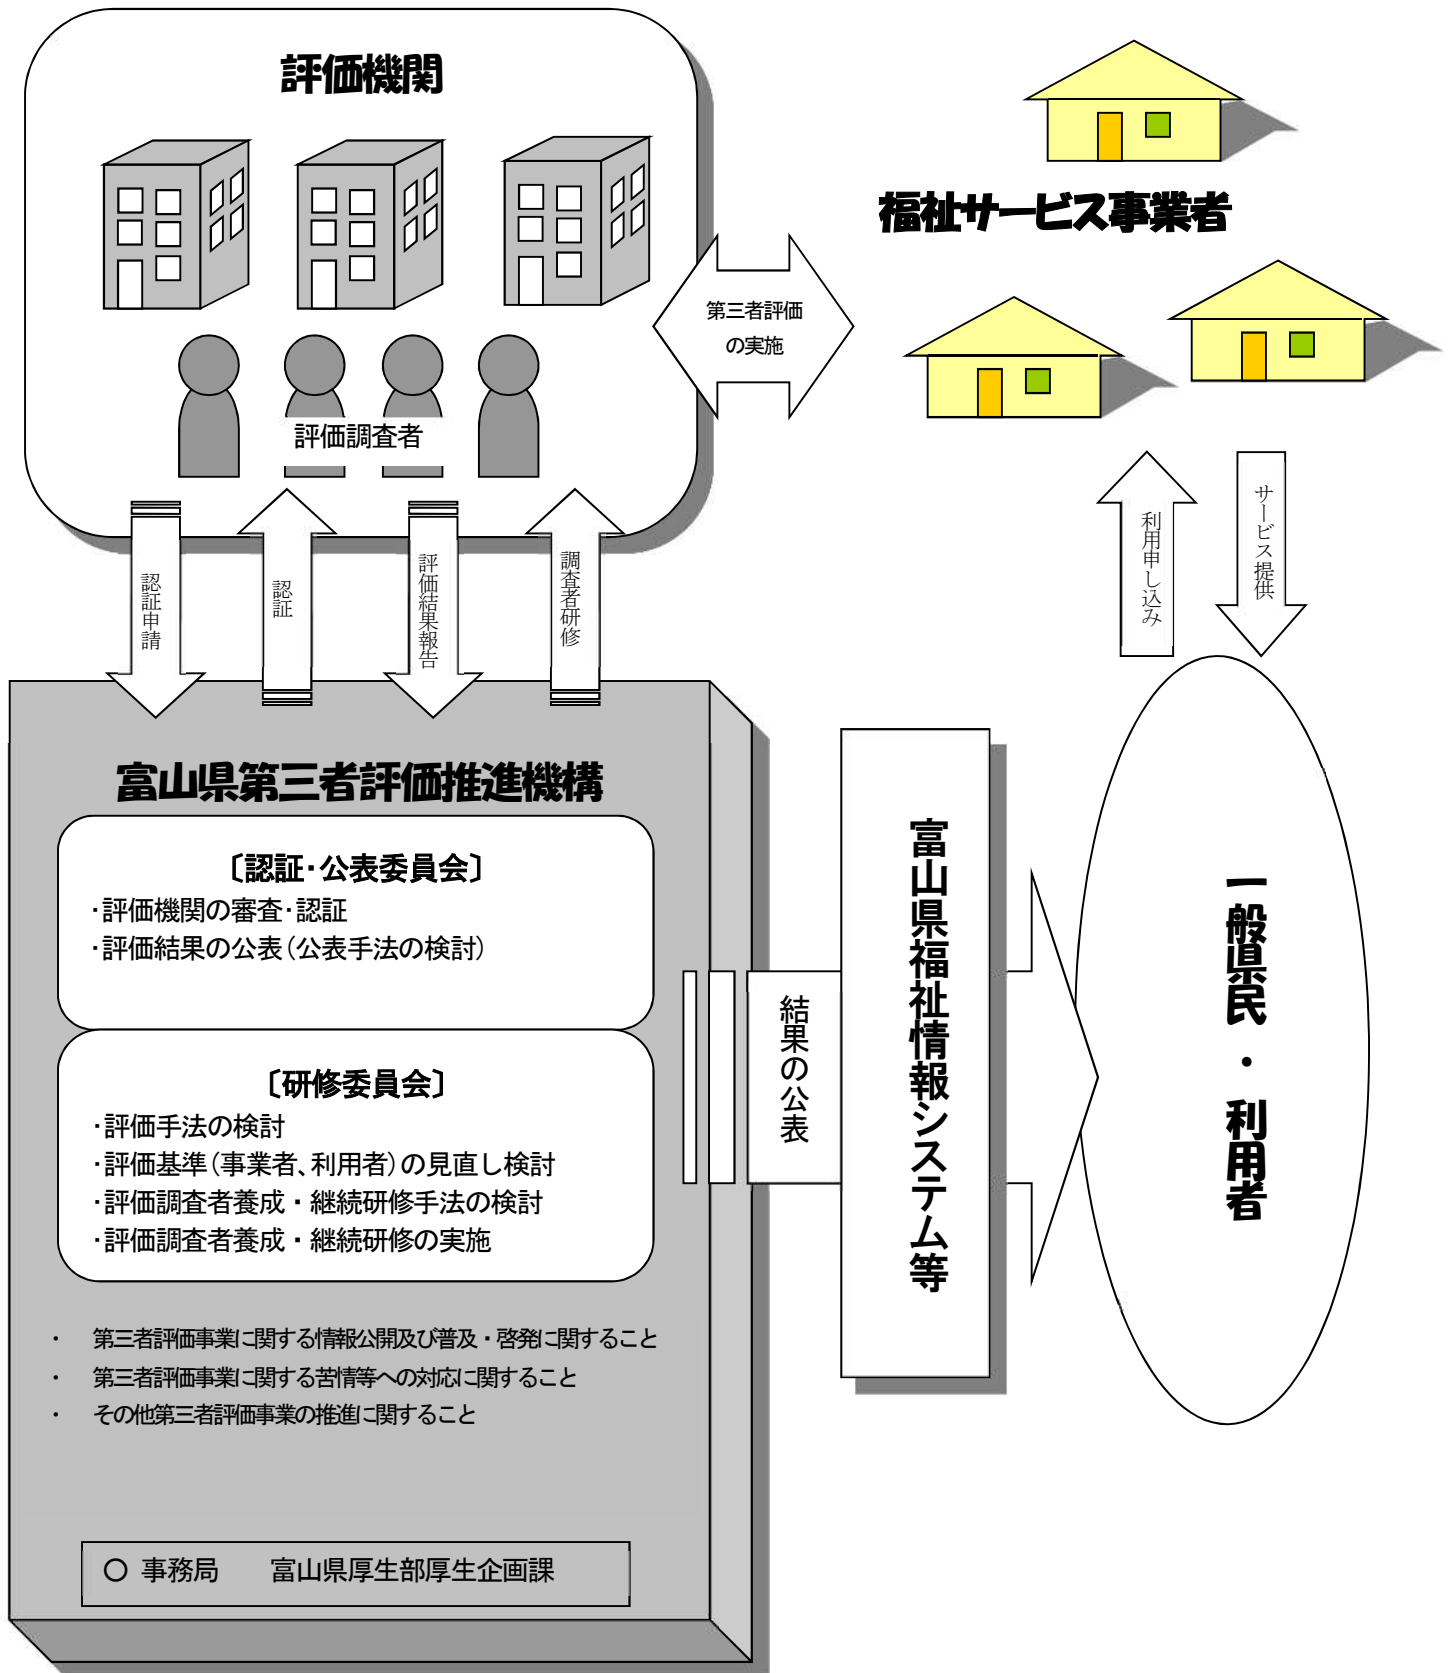 評価機関
福祉サービス事業者
第三者評価
の実施
評価調査者
認証申請
認証
評価結果報告
調査者研修
利用申し込み
サービス提供
富山県第三者評価推進機構
〔認証・公表委員会〕
・評価機関の審査・認証
・評価結果の公表（公表手法の検討）
〔研修委員会〕
・評価手法の検討
・評価基準（事業者、利用者）の見直し検討
・評価調査者養成・継続研修手法の検討
・評価調査者養成・継続研修の実施
・　第三者評価事業に関する情報公開及び普及・啓発に関すること
・　第三者評価事業に関する苦情等への対応に関すること
・　その他第三者評価事業の推進に関すること
○ 事務局　　富山県厚生部厚生企画課
結果の公表
富山県福祉情報システム等
一般県民・利用者